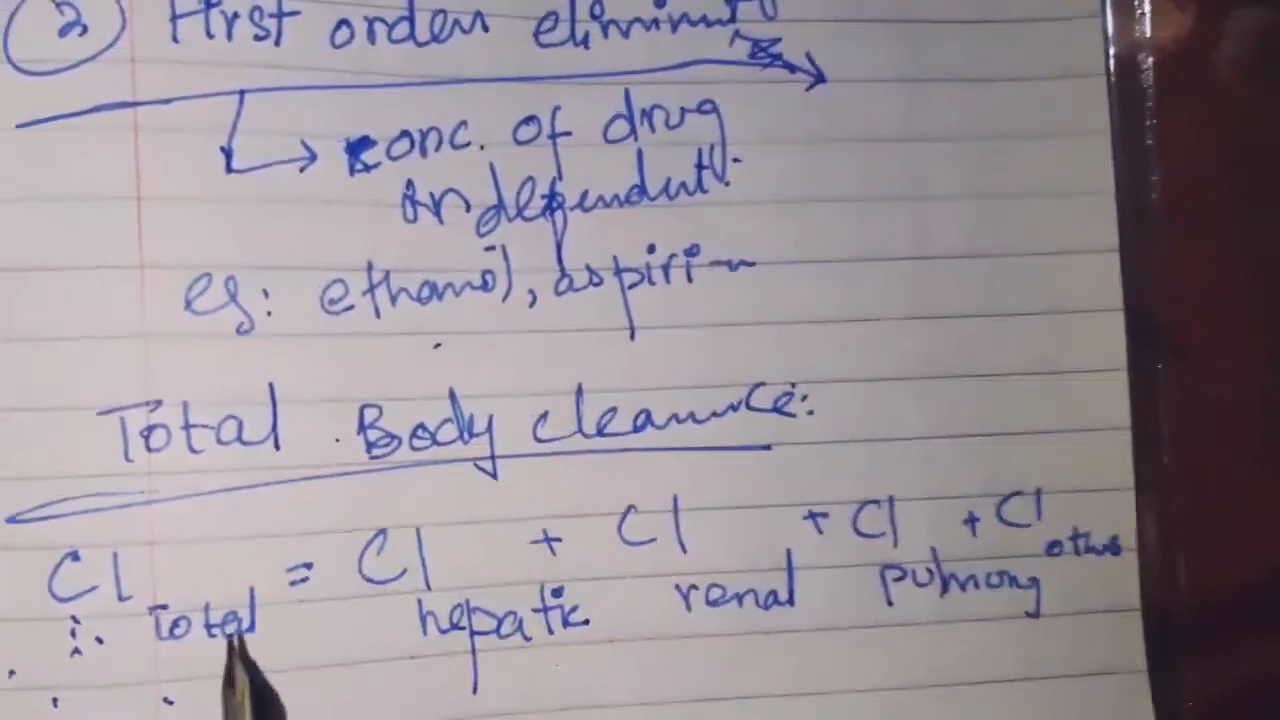 2) First order eliminat
conc. of drug
independent.
eg: ethanol, aspirin
Total Body clearance:
Cl Total = Cl hepatic + Cl renal + Cl pulmonary + Cl others